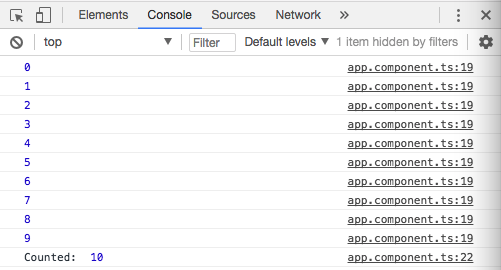 Elements Console Sources Network »
top Filter Default levels ▼ 1 item hidden by filters
0 app.component.ts:19
1 app.component.ts:19
2 app.component.ts:19
3 app.component.ts:19
4 app.component.ts:19
5 app.component.ts:19
6 app.component.ts:19
7 app.component.ts:19
8 app.component.ts:19
9 app.component.ts:19
Counted: 10 app.component.ts:22